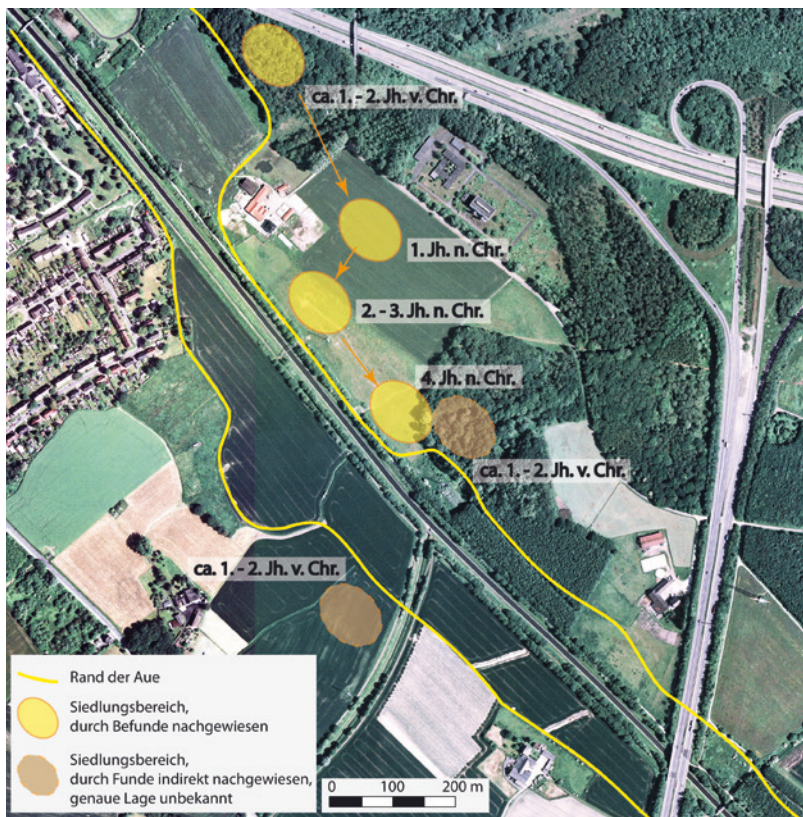 ca. 1. - 2. Jh. v. Chr.
1. Jh. n. Chr.
2. - 3. Jh. n. Chr.
4. Jh. n. Chr.
ca. 1. - 2. Jh. v. Chr.
ca. 1. - 2. Jh. v. Chr.
Rand der Aue
Siedlungsbereich,
durch Befunde nachgewiesen
Siedlungsbereich,
durch Funde indirekt nachgewiesen,
genaue Lage unbekannt
0 100 200 m